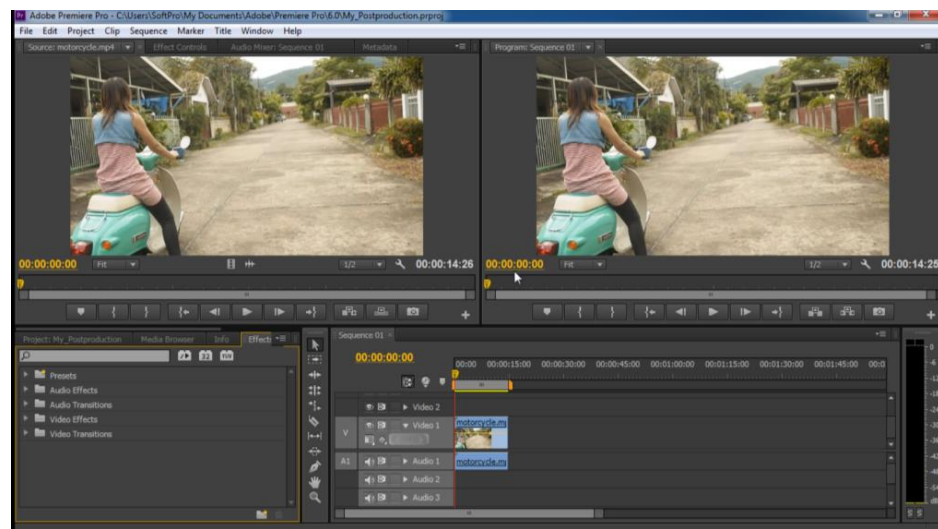 Adobe Premiere Pro - C:\Users\SoftPro\My Documents\Adobe\Premiere Pro\6.0\My_Postproduction.prproj
File Edit Project Clip Sequence Marker Title Window Help
Source: motorcycle.mp4 Effect Controls Audio Mixer: Sequence 01 Metadata
Program: Sequence 01
00:00:00:00 Fit 1/2 00:00:14:26
00:00:00:00 Fit 1/2 00:00:14:25
Project: My_Postproduction Media Browser Info Effects
Presets
Audio Effects
Audio Transitions
Video Effects
Video Transitions
Sequence 01
00:00:00:00
00:00 00:00:15:00 00:00:30:00 00:00:45:00 00:01:00:00 00:01:15:00 00:01:30:00 00:01:45:00 00:0
Video 2
V Video 1 motorcycle.mp
A1 Audio 1 motorcycle.mp
Audio 2
Audio 3
S S